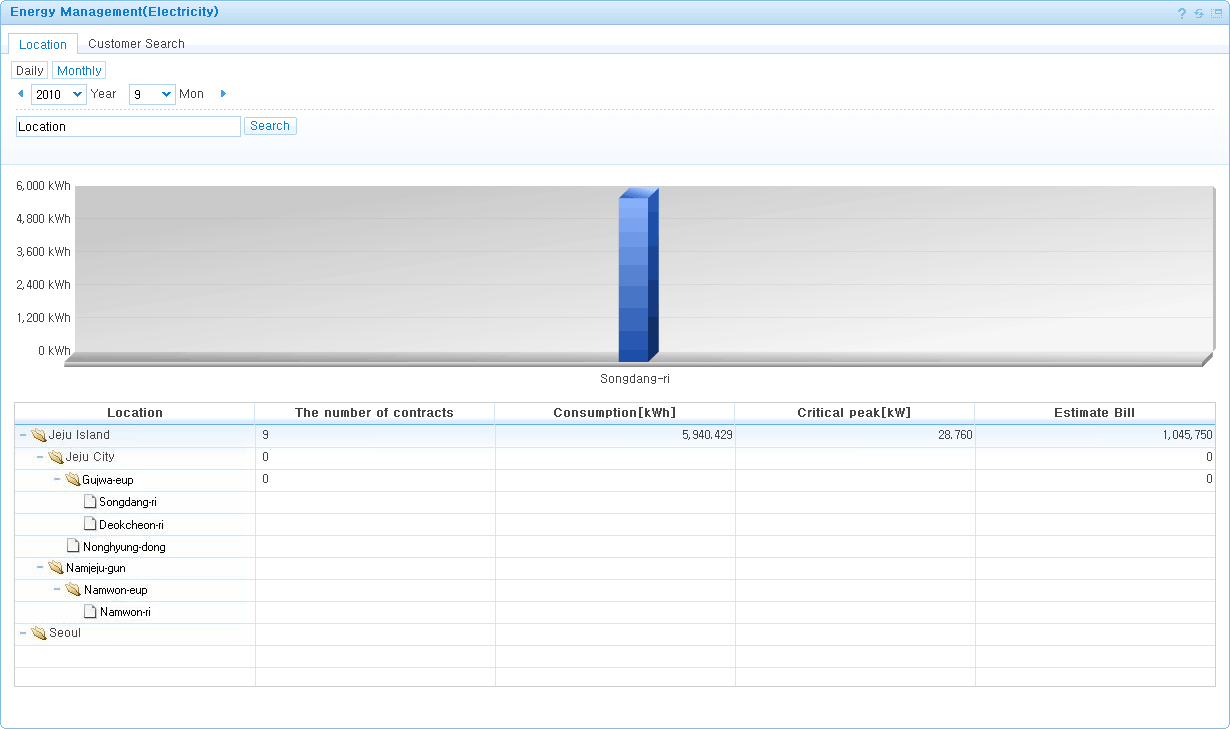 Energy Management(Electricity)
?
Location Customer Search
Daily Monthly
2010 Year 9 Mon
Location Search
6,000 kWh
4,800 kWh
3,600 kWh
2,400 kWh
1,200 kWh
0 kWh
Songdang-ri
Location The number of contracts Consumption[kWh] Critical peak[kW] Estimate Bill
Jeju Island 9 5,940.429 28.760 1,045,750
Jeju City 0 0
Gujwa-eup 0 0
Songdang-ri
Deokcheon-ri
Nonghyung-dong
Namjeju-gun
Namwon-eup
Namwon-ri
Seoul